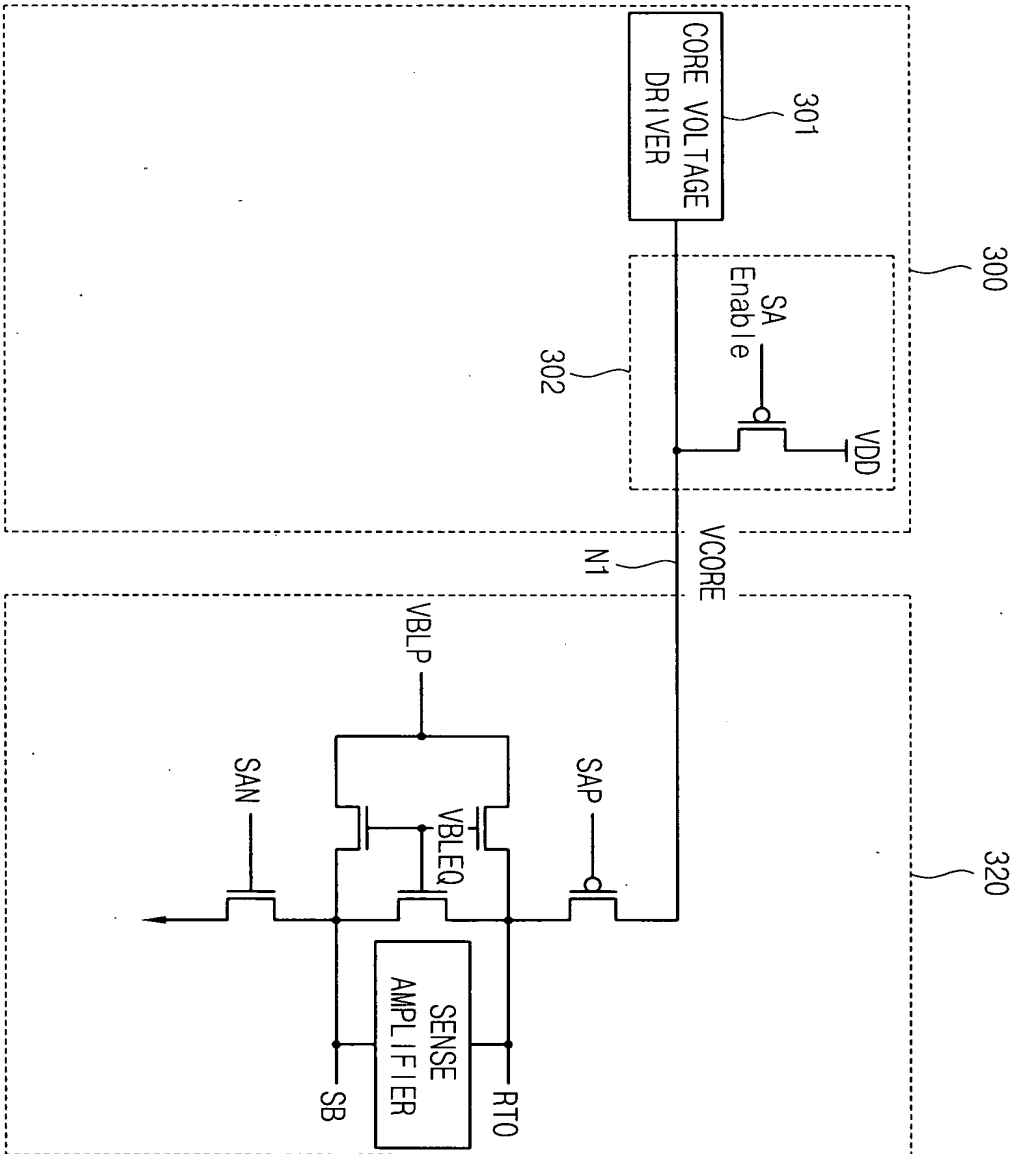 300
CORE VOLTAGE
DRIVER
301
SA
Enable
VDD
302
VCORE
N1
320
VBLP
SAP
VBLEQ
SAN
SENSE
AMPLIFIER
RTO
SB